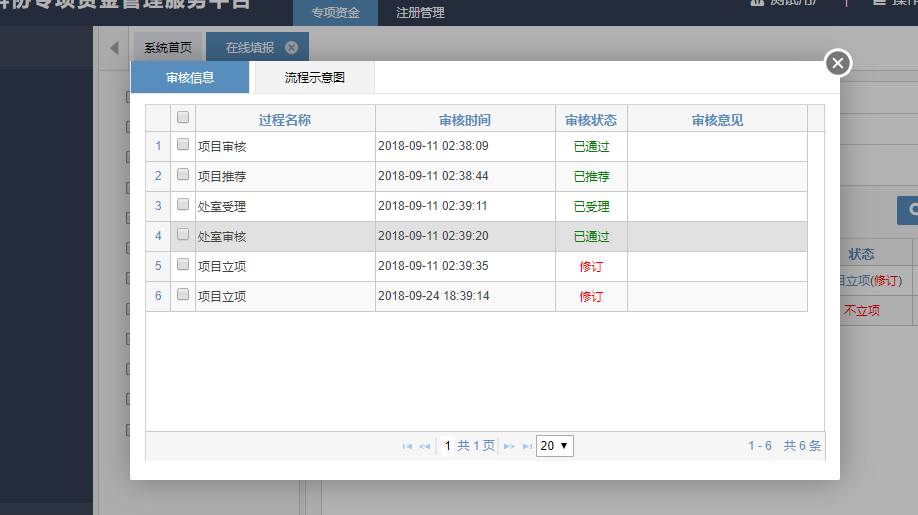 科协专项资金管理服务平台
专项资金 注册管理 测试用户
系统首页 在线填报
审核信息 流程示意图
过程名称 审核时间 审核状态 审核意见
1 项目审核 2018-09-11 02:38:09 已通过
2 项目推荐 2018-09-11 02:38:44 已推荐
3 处室受理 2018-09-11 02:39:11 已受理
4 处室审核 2018-09-11 02:39:20 已通过
5 项目立项 2018-09-11 02:39:35 修订
6 项目立项 2018-09-24 18:39:14 修订
状态
目立项(修订)
不立项
1 共 1 页 20 1 - 6 共 6 条